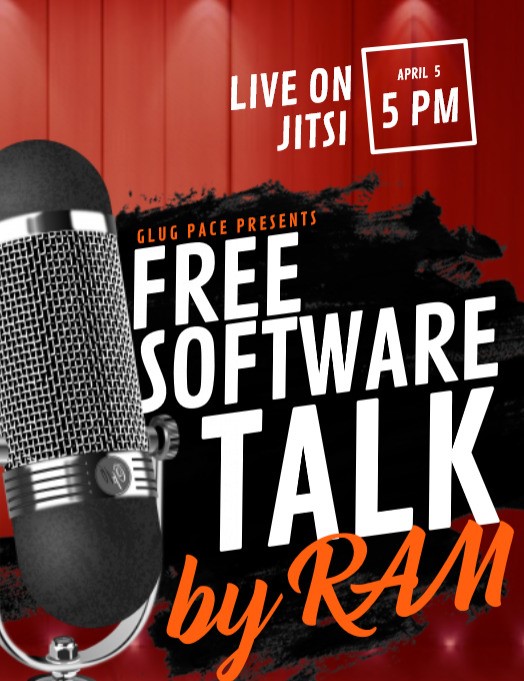 LIVE ON
JITSI
APRIL 5
5 PM
GLUG PACE PRESENTS
FREE
SOFTWARE
TALK
by RAM